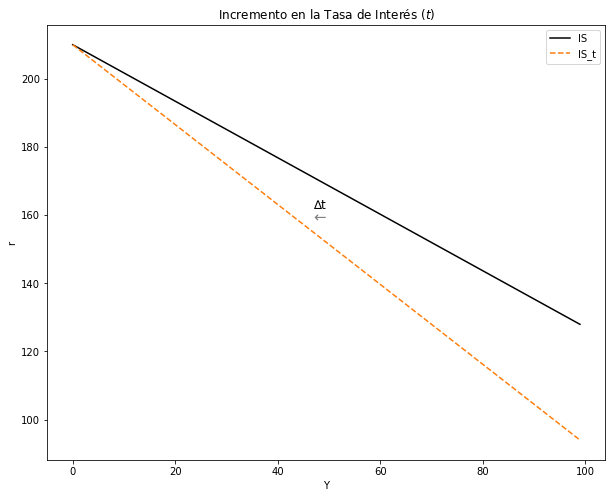 Incremento en la Tasa de Interés (t)
IS
IS_t
200
180
160
140
120
100
r
Δt
←
0
20
40
60
80
100
Y